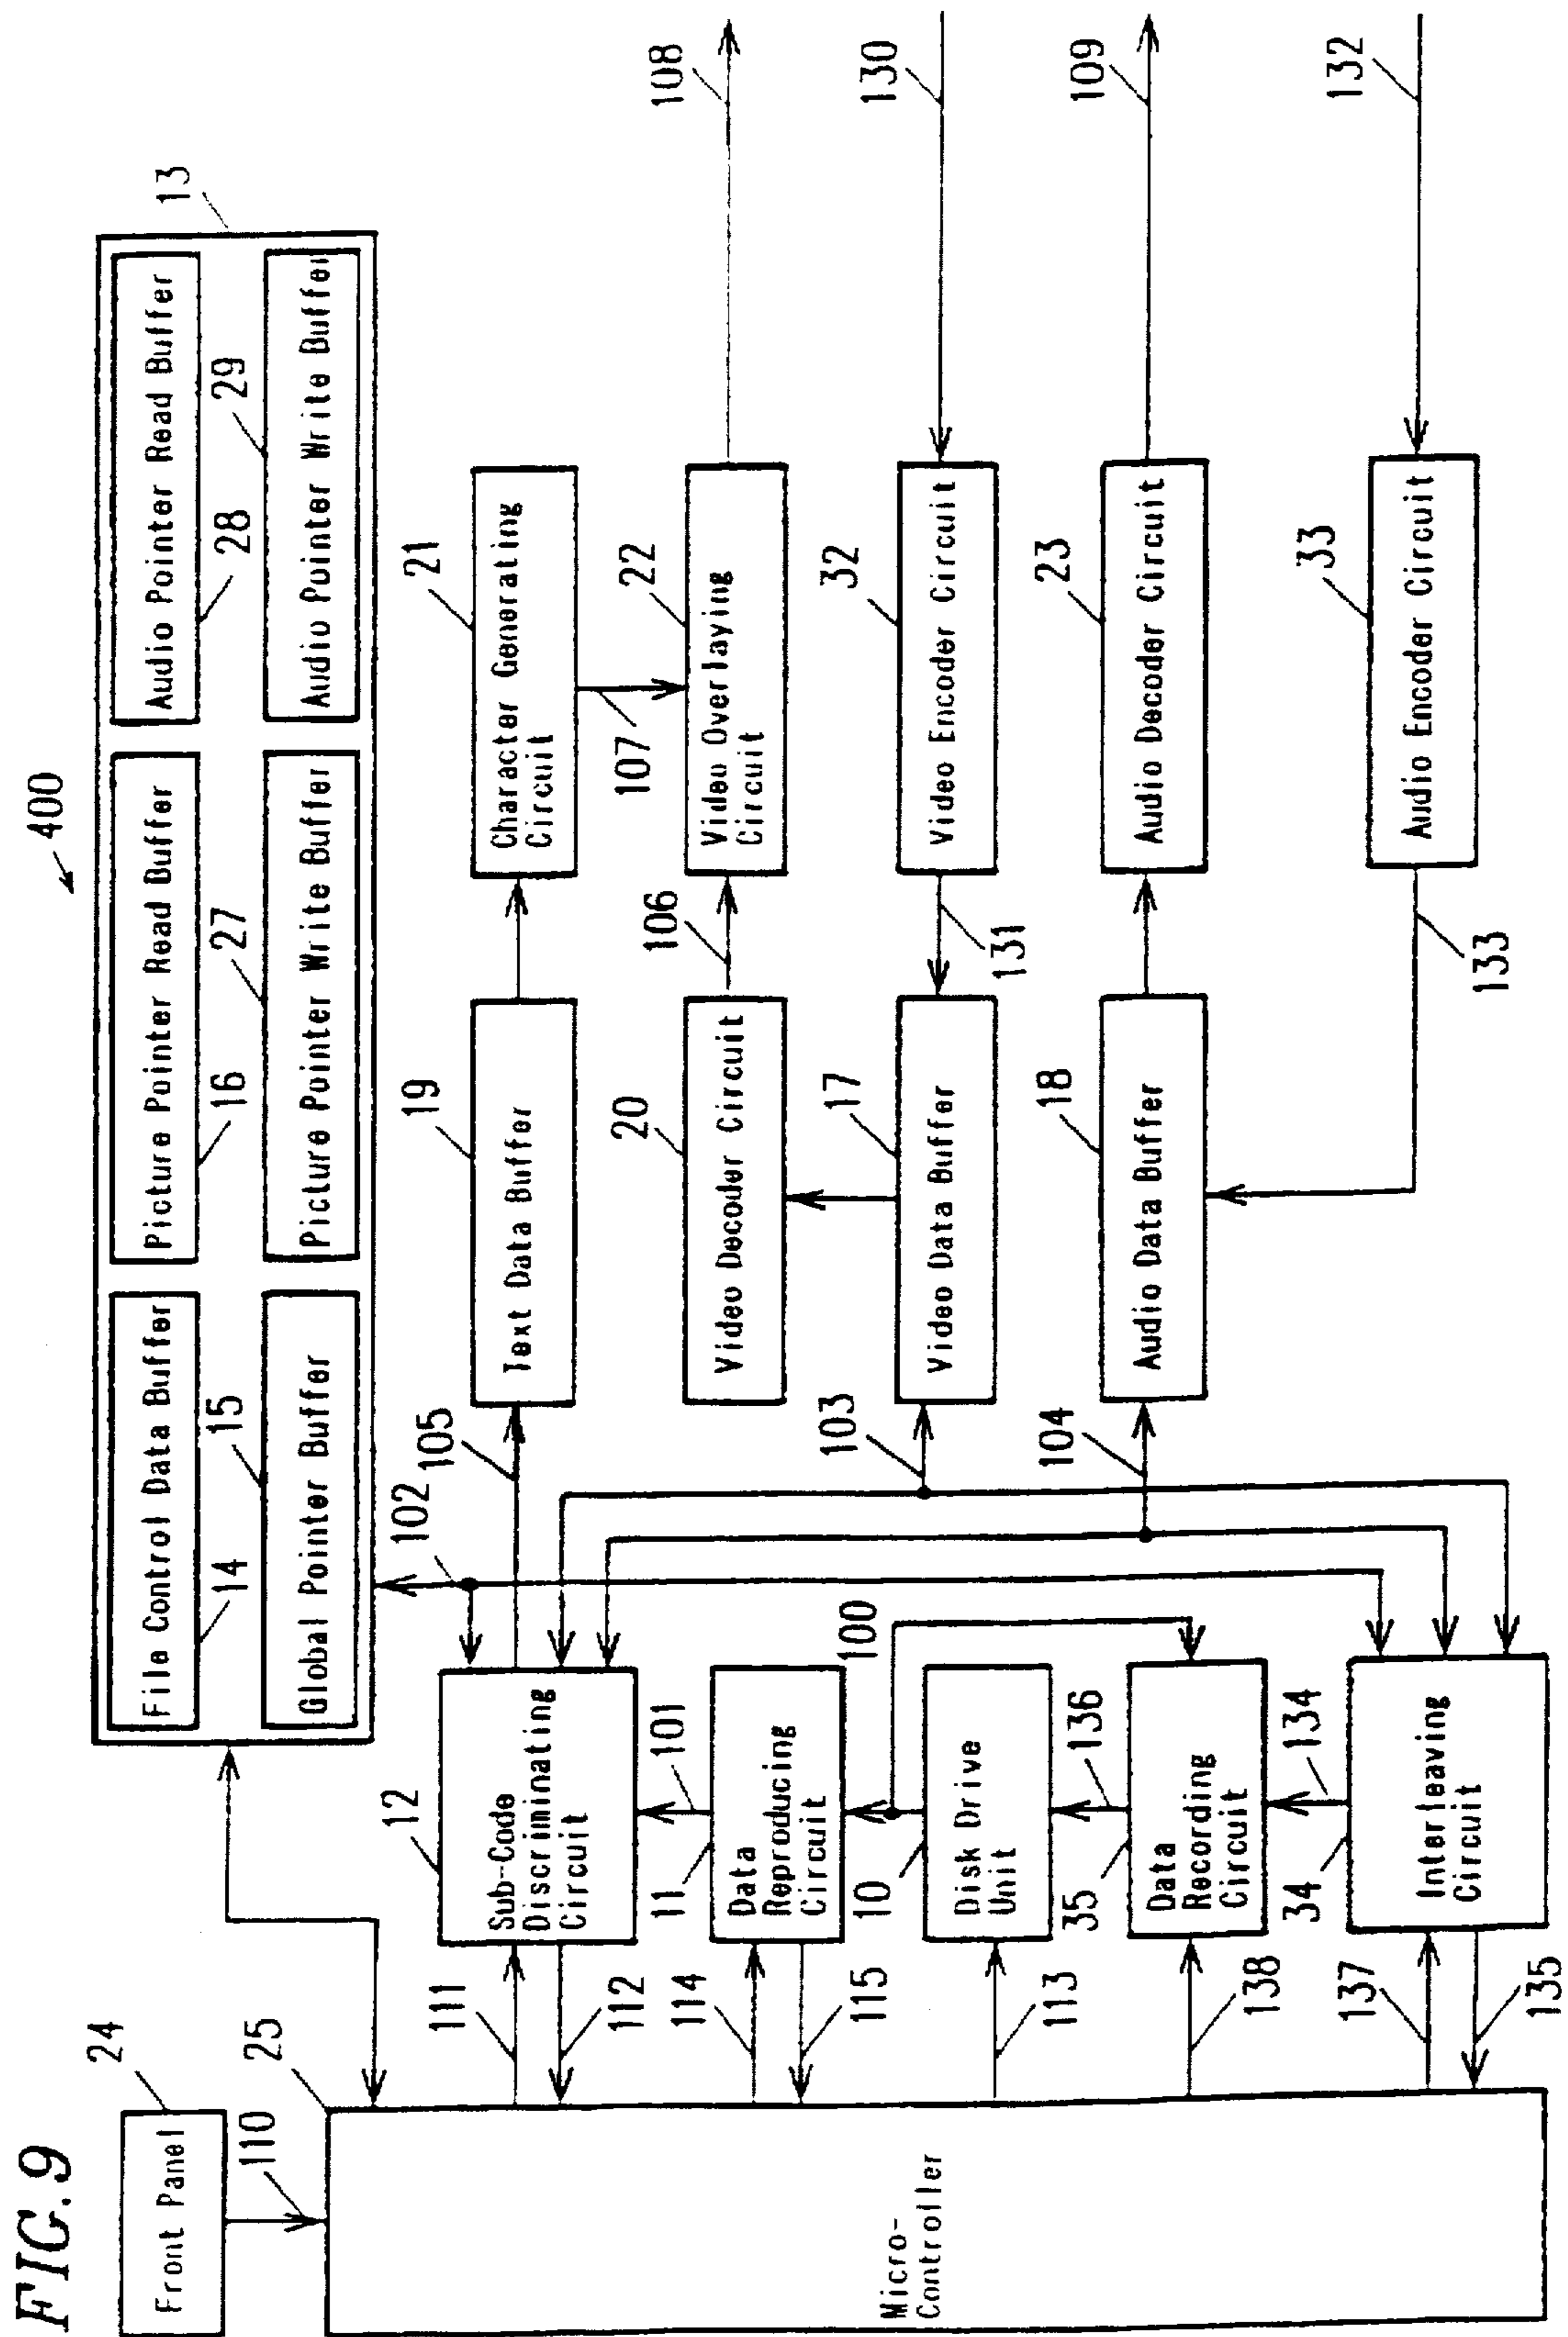 FIG.9
400
Front Panel
24
110
25
Micro-
Controller
13
File Control Data Buffer
14
15
Global Pointer Buffer
Picture Pointer Read Buffer
16
27
Picture Pointer Write Buffer
Audio Pointer Read Buffer
28
29
Audio Pointer Write Buffer
102
105
12
Sub-Code
Discriminating
Circuit
111
112
101
11
Data
Reproducing
Circuit
114
115
100
10
Disk Drive
Unit
113
136
35
Data
Recording
Circuit
138
134
34
Interleaving
Circuit
137
135
19
Text Data Buffer
21
Character Generating
Circuit
107
20
Video Decoder Circuit
106
22
Video Overlaying
Circuit
108
103
17
Video Data Buffer
131
32
Video Encoder Circuit
130
104
18
Audio Data Buffer
23
Audio Decoder Circuit
109
133
33
Audio Encoder Circuit
132